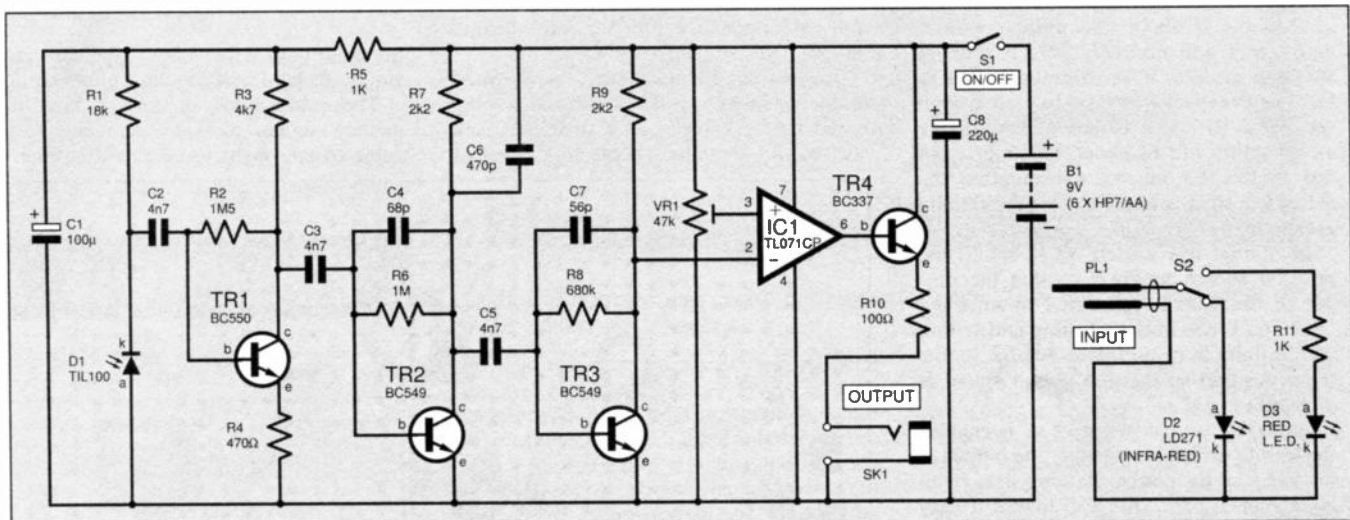 R1
18k
R3
4k7
R5
1K
R7
2k2
R9
2k2
S1
ON/OFF
+
C8
220µ
+
B1
9V
(6 X HP7/AA)
−
C6
470p
+
C1
100µ
C2
4n7
R2
1M5
C3
4n7
C4
68p
R6
1M
C5
4n7
C7
56p
R8
680k
VR1
47k
3
+
2
−
7
IC1
TL071CP
4
6
TR4
BC337
b
c
e
R10
100Ω
k
D1
TIL100
a
TR1
BC550
b
c
e
R4
470Ω
TR2
BC549
b
c
e
TR3
BC549
b
c
e
OUTPUT
SK1
PL1
S2
INPUT
R11
1K
a
D2
LD271
k
(INFRA-RED)
a
D3
RED
L.E.D.
k